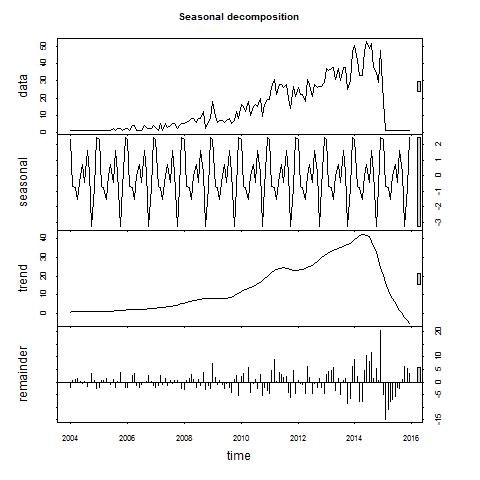 Seasonal decomposition
data
0 10 20 30 40 50
seasonal
-3 -2 -1 0 1 2
trend
0 10 20 30 40
remainder
-15 -5 0 5 10 20
2004 2006 2008 2010 2012 2014 2016
time